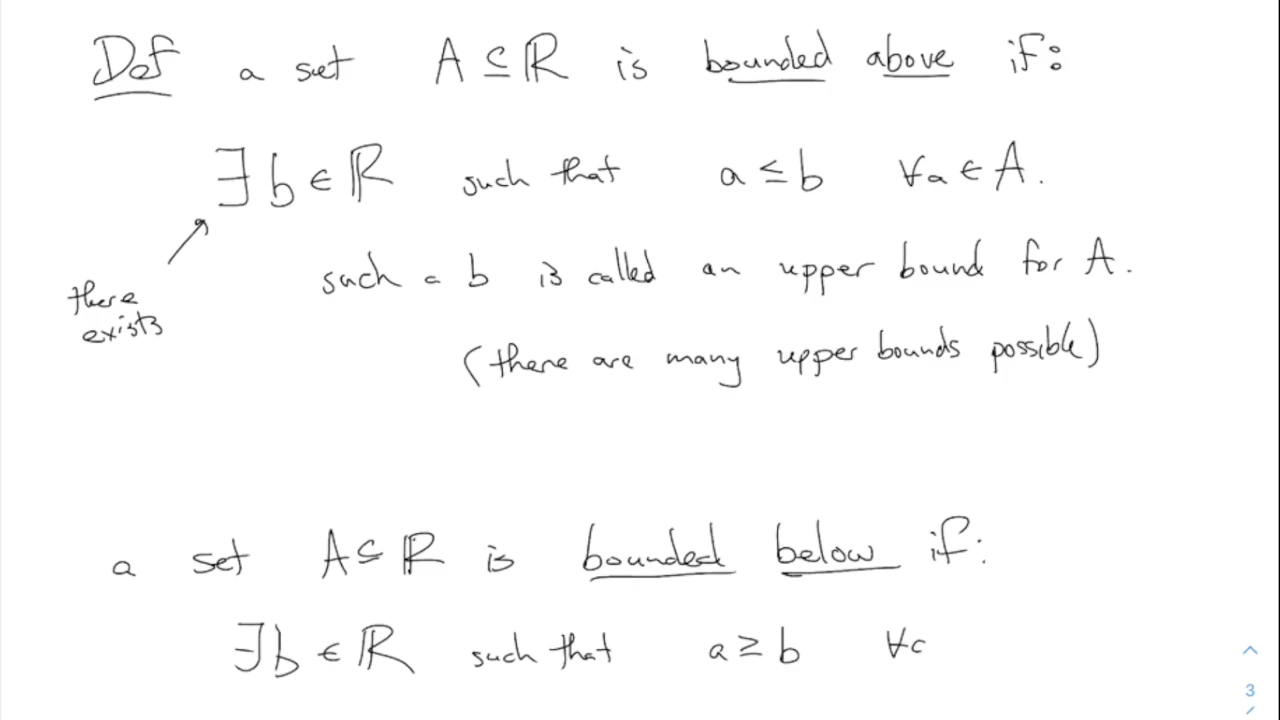 Def a set A ⊆ ℝ is bounded above if:
∃ b ∈ ℝ such that a ≤ b ∀a ∈ A.
such a b is called an upper bound for A.
there
exists
(there are many upper bounds possible)
a set A ⊆ ℝ is bounded below if:
∃b ∈ ℝ such that a ≥ b ∀c
3